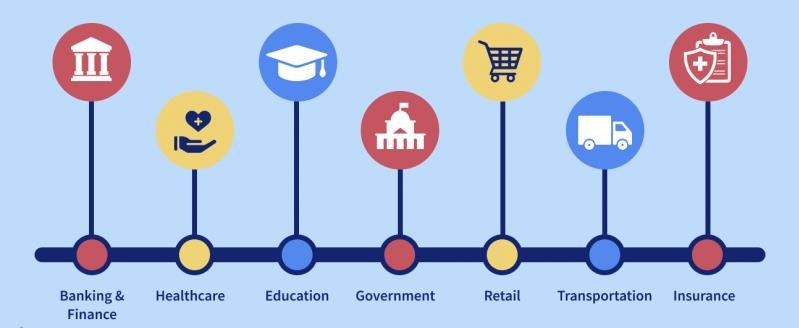 Banking &
Finance
Healthcare
Education
Government
Retail
Transportation
Insurance